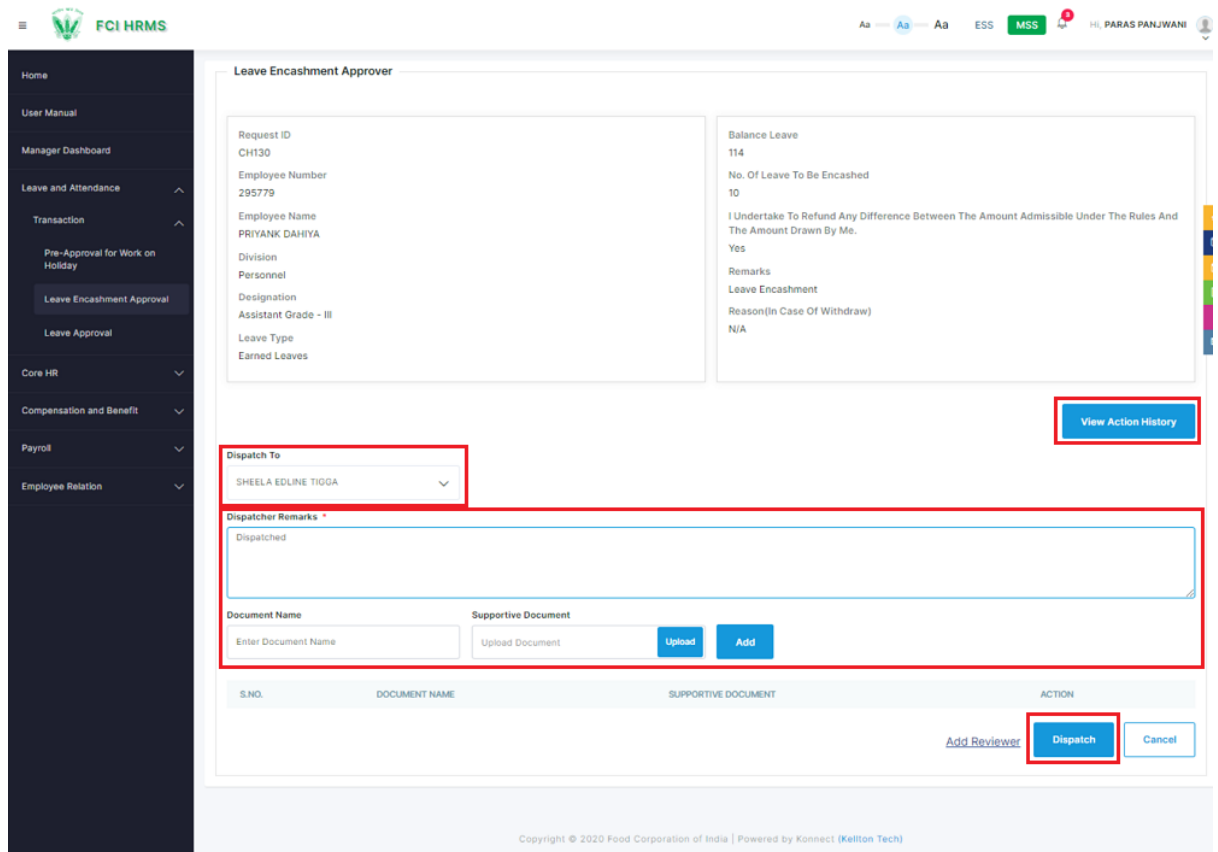 FCI HRMS
Aa Aa Aa ESS MSS Hi, PARAS PANJWANI
Home
User Manual
Manager Dashboard
Leave and Attendance
Transaction
Pre-Approval for Work on
Holiday
Leave Encashment Approval
Leave Approval
Core HR
Compensation and Benefit
Payroll
Employee Relation
Leave Encashment Approver
Request ID
CH130
Employee Number
295779
Employee Name
PRIYANK DAHIYA
Division
Personnel
Designation
Assistant Grade - III
Leave Type
Earned Leaves
Balance Leave
114
No. Of Leave To Be Encashed
10
I Undertake To Refund Any Difference Between The Amount Admissible Under The Rules And
The Amount Drawn By Me.
Yes
Remarks
Leave Encashment
Reason(In Case Of Withdraw)
N/A
View Action History
Dispatch To
SHEELA EDLINE TIGGA
Dispatcher Remarks *
Dispatched
Document Name Supportive Document
Enter Document Name Upload Document Upload Add
S.NO. DOCUMENT NAME SUPPORTIVE DOCUMENT ACTION
Add Reviewer Dispatch Cancel
Copyright © 2020 Food Corporation of India | Powered by Konnect (Kellton Tech)